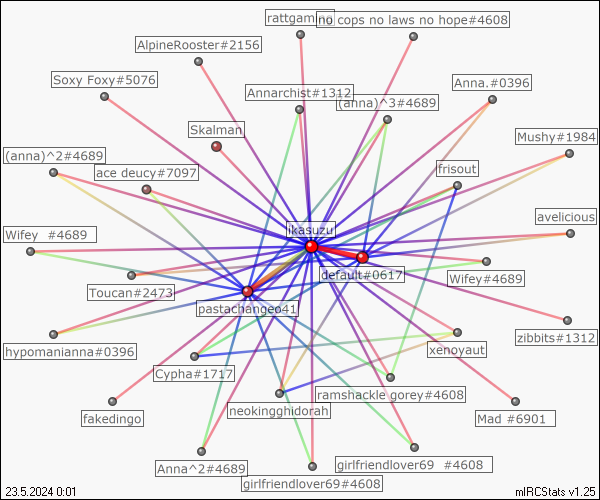 rattgaming
no cops no laws no hope#4608
AlpineRooster#2156
Soxy Foxy#5076
Annarchist#1312
(anna)^3#4689
Anna.#0396
Skalman
Mushy#1984
(anna)^2#4689
ace deucy#7097
frisout
avelicious
ikasuzu
Wifey #4689
default#0617
Wifey#4689
Toucan#2473
pastachangeo41
zibbits#1312
hypomanianna#0396
xenoyaut
Cypha#1717
ramshackle gorey#4608
fakedingo
neokingghidorah
Mad #6901
Anna^2#4689
girlfriendlover69 #4608
girlfriendlover69#4608
23.5.2024 0:01
mIRCStats v1.25